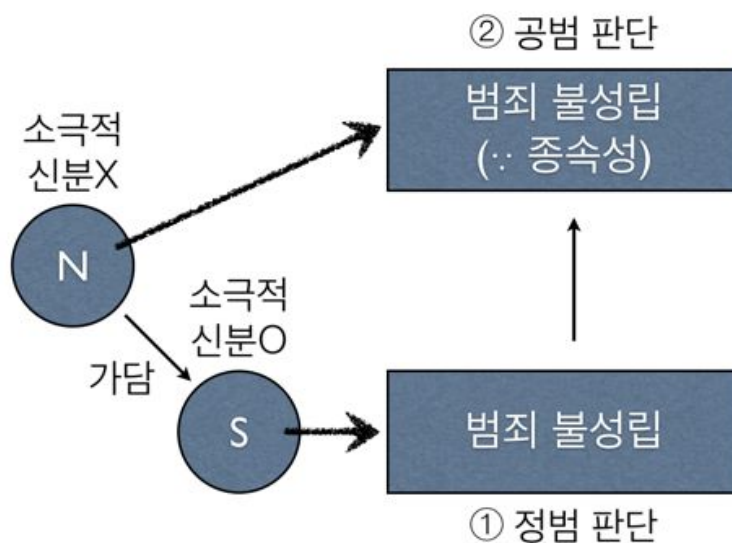 ② 공범 판단
범죄 불성립
(∵ 종속성)
소극적
신분X
N
소극적
신분O
가담
S
범죄 불성립
① 정범 판단